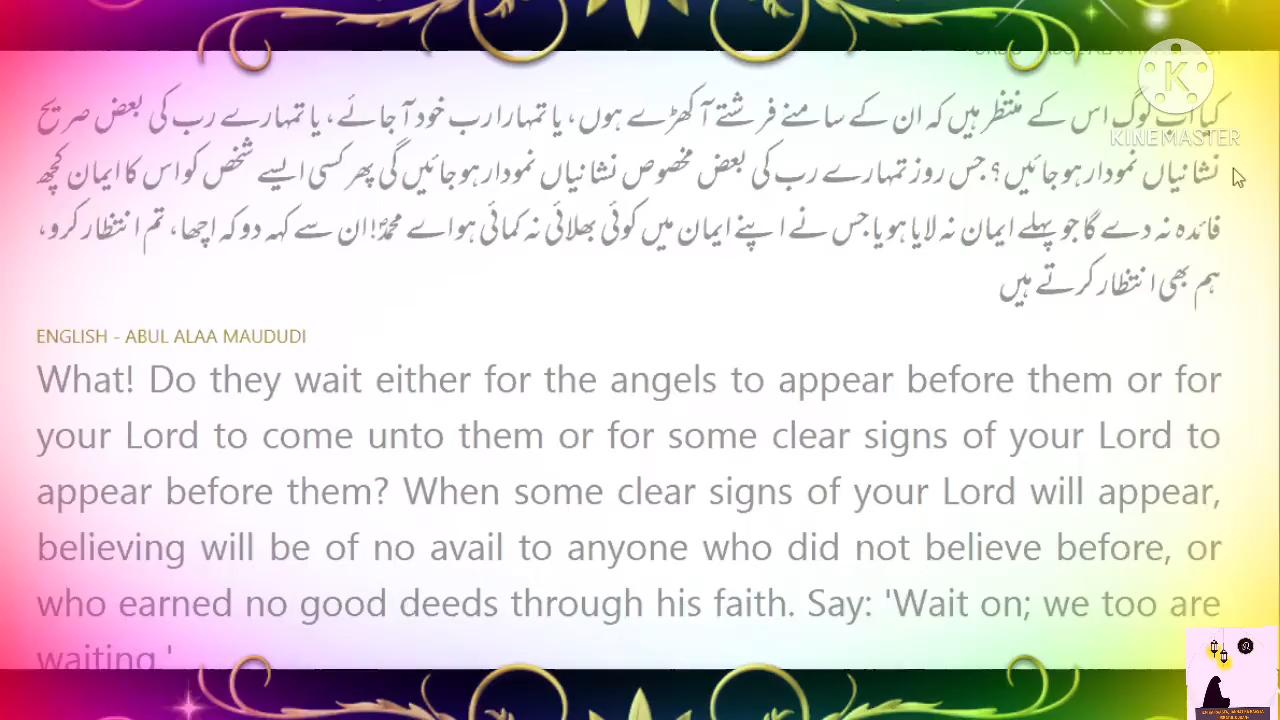 URDU - ABUL ALAA MAUDUDI
KINEMASTER
کیا اب لوگ اس کے منتظر ہیں کہ ان کے سامنے فرشتے آ کھڑے ہوں، یا تمہارا رب خود آ جائے، یا تمہارے رب کی بعض صریح
نشانیاں نمودار ہو جائیں؟ جس روز تمہارے رب کی بعض مخصوص نشانیاں نمودار ہو جائیں گی پھر کسی ایسے شخص کو اس کا ایمان کچھ
فائدہ نہ دے گا جو پہلے ایمان نہ لایا ہو یا جس نے اپنے ایمان میں کوئی بھلائی نہ کمائی ہو اے محمدؐ! ان سے کہہ دو کہ اچھا، تم انتظار کرو،
ہم بھی انتظار کرتے ہیں
ENGLISH - ABUL ALAA MAUDUDI
What! Do they wait either for the angels to appear before them or for
your Lord to come unto them or for some clear signs of your Lord to
appear before them? When some clear signs of your Lord will appear,
believing will be of no avail to anyone who did not believe before, or
who earned no good deeds through his faith. Say: 'Wait on; we too are
waiting.'